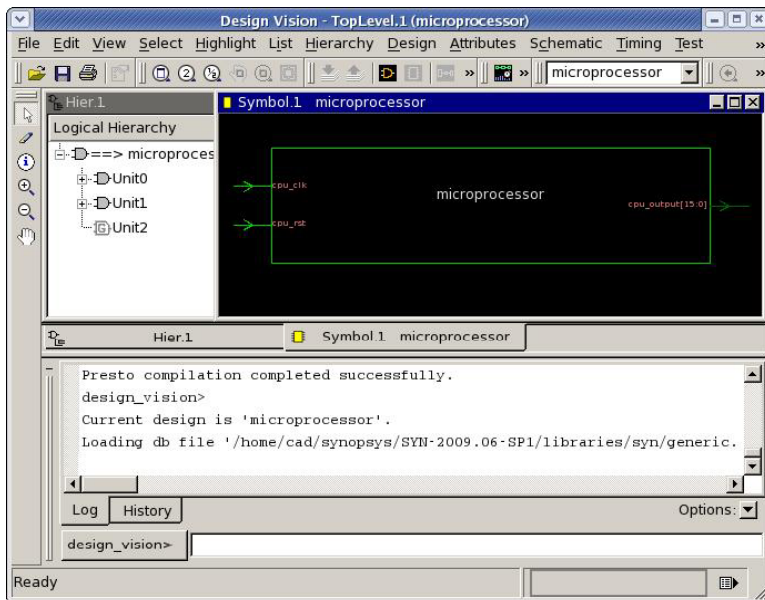 Design Vision - TopLevel.1 (microprocessor)
File Edit View Select Highlight List Hierarchy Design Attributes Schematic Timing Test »
» » microprocessor »
Hier.1
Symbol.1 microprocessor
Logical Hierarchy
==> microproces
Unit0
Unit1
Unit2
cpu_clk
cpu_rst
microprocessor
cpu_output[15:0]
Hier.1 Symbol.1 microprocessor
Presto compilation completed successfully.
design_vision>
Current design is 'microprocessor'.
Loading db file '/home/cad/synopsys/SYN-2009.06-SP1/libraries/syn/generic.
Log History Options:
design_vision>
Ready